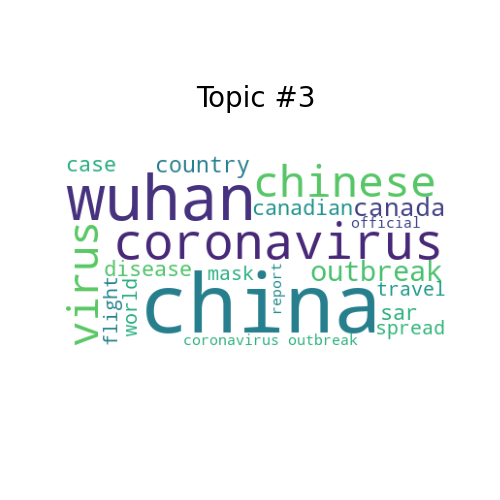 Topic #3
case
country
chinese
wuhan
canadian
canada
official
virus
coronavirus
disease
mask
outbreak
flight
world
china
report
travel
sar
spread
coronavirus outbreak